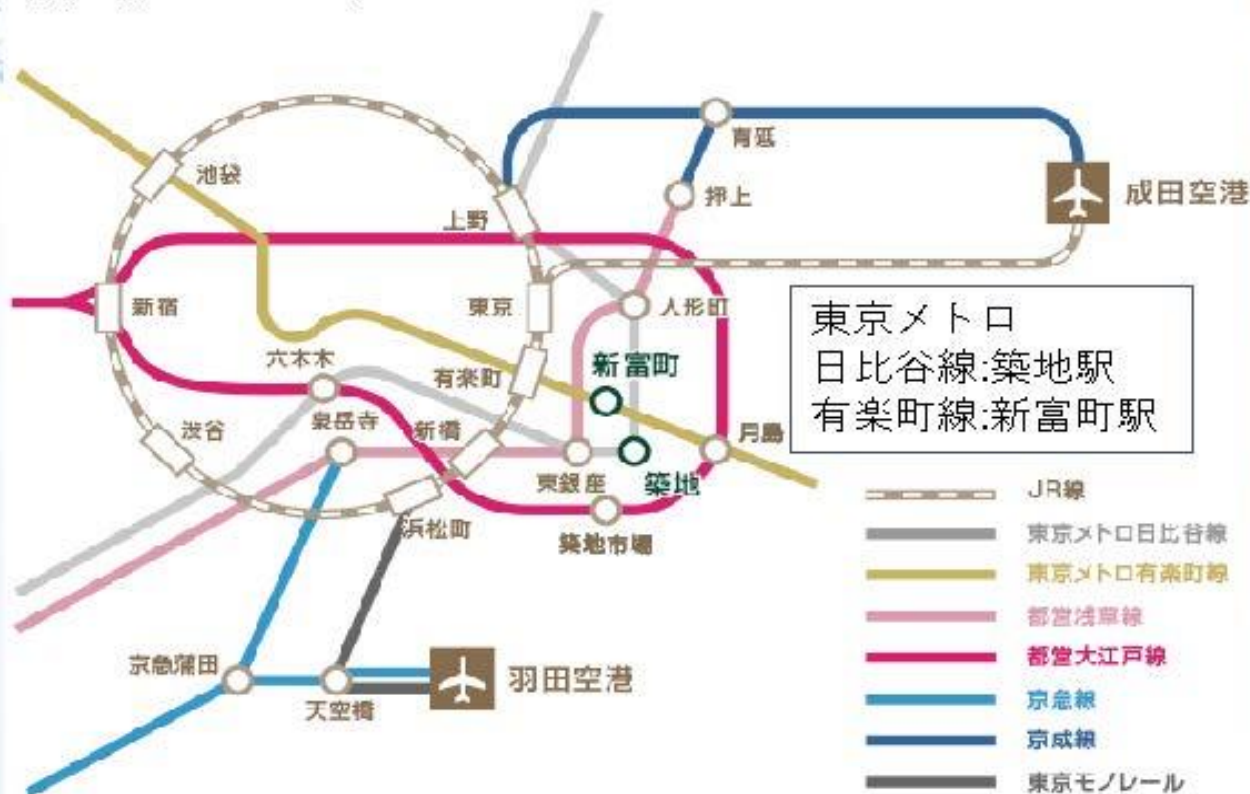 池袋
上野
青延
押上
成田空港
新宿
東京
人形町
東京メトロ
日比谷線:築地駅
有楽町線:新富町駅
六本木
有楽町
新富町
渋谷
泉岳寺
新橋
東銀座
築地
月島
浜松町
築地市場
京急蒲田
天空橋
羽田空港
JR線
東京メトロ日比谷線
東京メトロ有楽町線
都営浅草線
都営大江戸線
京急線
京成線
東京モノレール